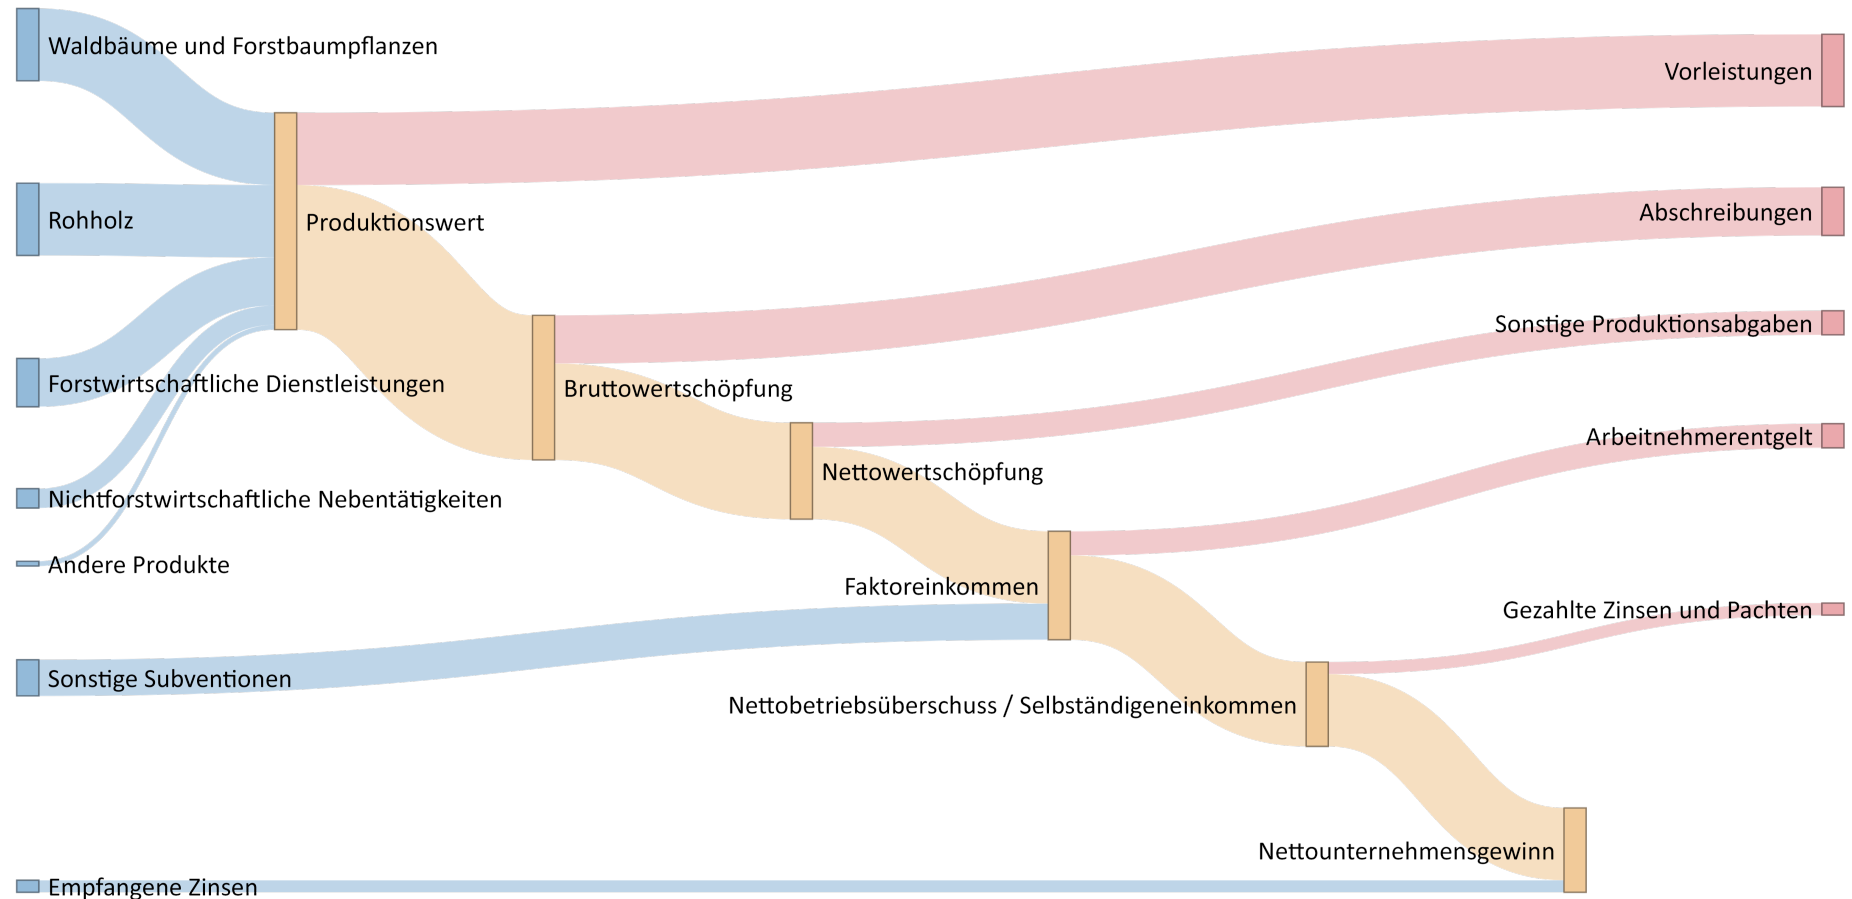 Waldbäume und Forstbaumpflanzen
Vorleistungen
Rohholz
Produktionswert
Abschreibungen
Sonstige Produktionsabgaben
Forstwirtschaftliche Dienstleistungen
Bruttowertschöpfung
Arbeitnehmerentgelt
Nettowertschöpfung
Nichtforstwirtschaftliche Nebentätigkeiten
Andere Produkte
Faktoreinkommen
Gezahlte Zinsen und Pachten
Sonstige Subventionen
Nettobetriebsüberschuss / Selbständigeneinkommen
Nettounternehmensgewinn
Empfangene Zinsen